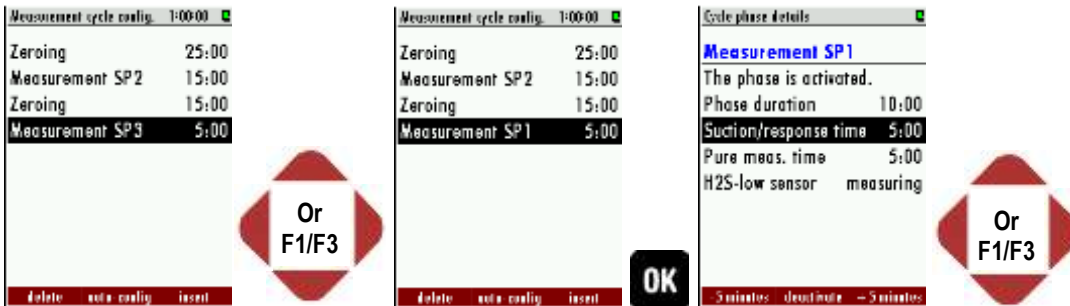 Measurement cycle config. 1:00:00
Zeroing 25:00
Measurement SP2 15:00
Zeroing 15:00
Measurement SP3 5:00
delete auto-config insert
Or
F1/F3
Measurement cycle config. 1:00:00
Zeroing 25:00
Measurement SP2 15:00
Zeroing 15:00
Measurement SP1 5:00
delete auto-config insert
OK
Cycle phase details
Measurement SP1
The phase is activated.
Phase duration 10:00
Suction/response time 5:00
Pure meas. time 5:00
H2S-low sensor measuring
-5 minutes deactivate +5 minutes
Or
F1/F3